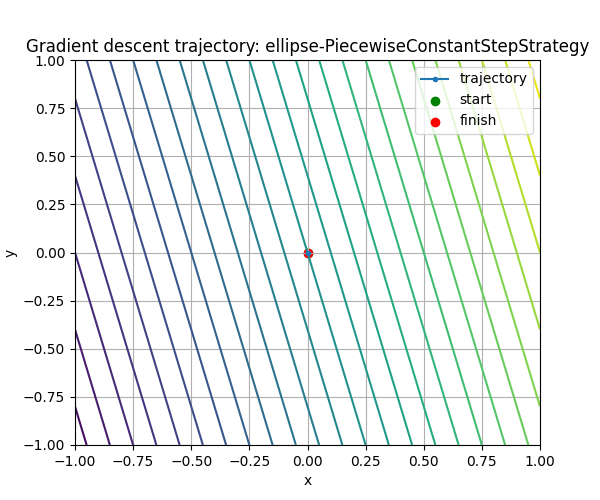 Gradient descent trajectory: ellipse-PiecewiseConstantStepStrategy
trajectory
start
finish
1.00
0.75
0.50
0.25
0.00
−0.25
−0.50
−0.75
−1.00
y
−1.00 −0.75 −0.50 −0.25 0.00 0.25 0.50 0.75 1.00
x